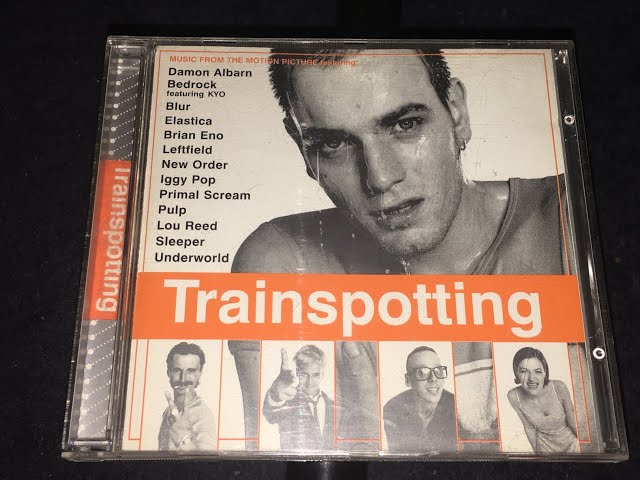 MUSIC FROM THE MOTION PICTURE featuring:
Damon Albarn
Bedrock
featuring KYO
Blur
Elastica
Brian Eno
Leftfield
New Order
Iggy Pop
Primal Scream
Pulp
Lou Reed
Sleeper
Underworld
Trainspotting
Trainspotting